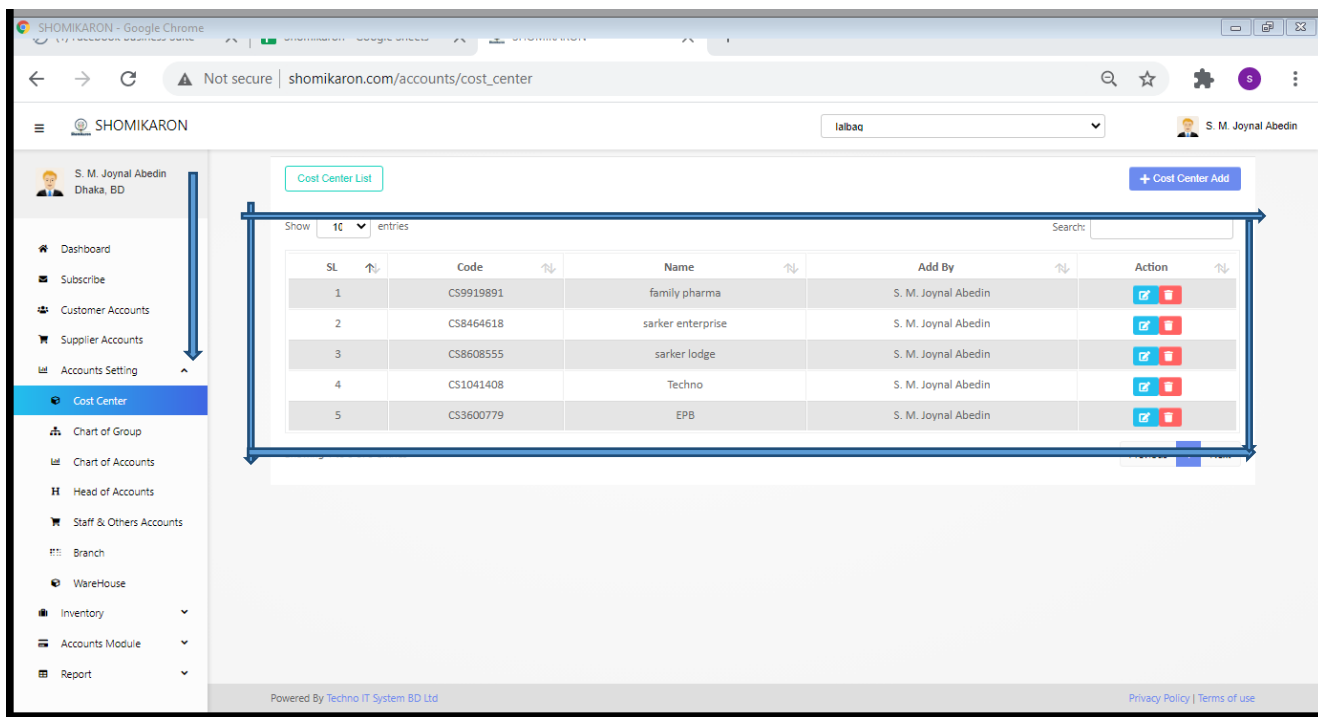 SHOMIKARON - Google Chrome
Not secure | shomikaron.com/accounts/cost_center
S
SHOMIKARON
lalbag
S. M. Joynal Abedin
S. M. Joynal Abedin
Dhaka, BD
Dashboard
Subscribe
Customer Accounts
Supplier Accounts
Accounts Setting
Cost Center
Chart of Group
Chart of Accounts
H Head of Accounts
Staff & Others Accounts
Branch
WareHouse
Inventory
Accounts Module
Report
Cost Center List
+ Cost Center Add
Show 10 entries
Search:
SL Code Name Add By Action
1 CS9919891 family pharma S. M. Joynal Abedin
2 CS8464618 sarker enterprise S. M. Joynal Abedin
3 CS8608555 sarker lodge S. M. Joynal Abedin
4 CS1041408 Techno S. M. Joynal Abedin
5 CS3600779 EPB S. M. Joynal Abedin
Powered By Techno IT System BD Ltd
Privacy Policy | Terms of use